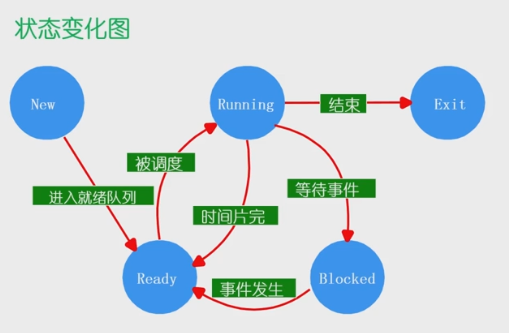 状态变化图
New
Running
结束
Exit
被调度
进入就绪队列
等待事件
时间片完
Ready
事件发生
Blocked